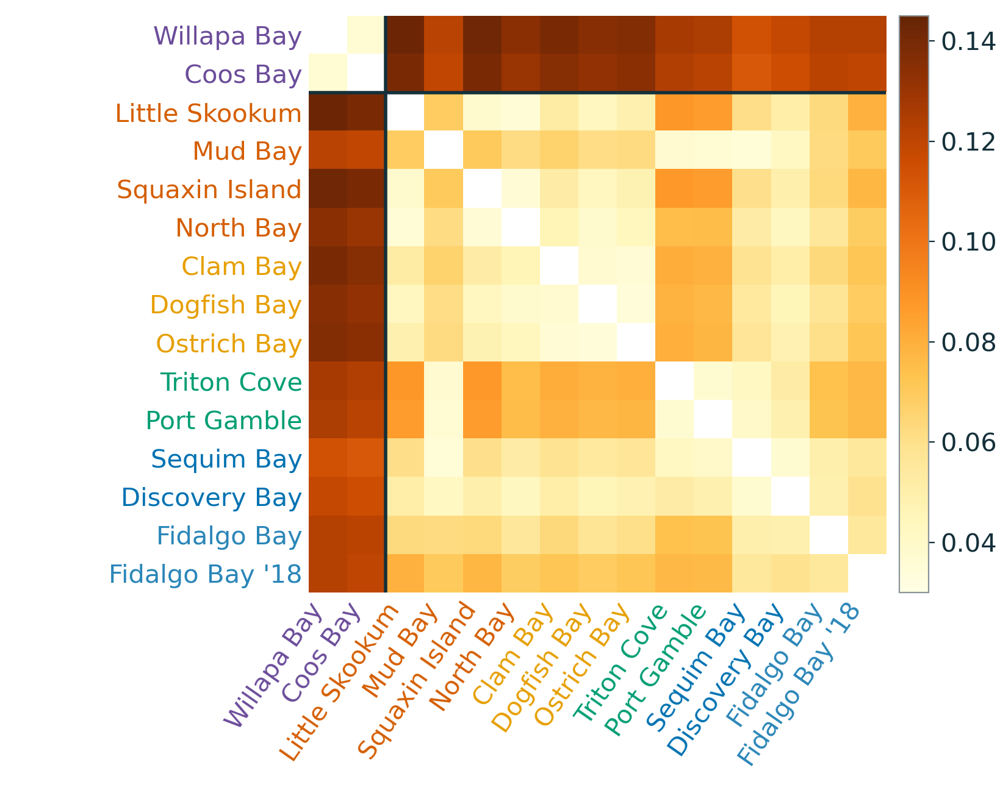 Willapa Bay
Coos Bay
Little Skookum
Mud Bay
Squaxin Island
North Bay
Clam Bay
Dogfish Bay
Ostrich Bay
Triton Cove
Port Gamble
Sequim Bay
Discovery Bay
Fidalgo Bay
Fidalgo Bay '18
0.14
0.12
0.10
0.08
0.06
0.04
Willapa Bay
Coos Bay
Little Skookum
Mud Bay
Squaxin Island
North Bay
Clam Bay
Dogfish Bay
Ostrich Bay
Triton Cove
Port Gamble
Sequim Bay
Discovery Bay
Fidalgo Bay
Fidalgo Bay '18